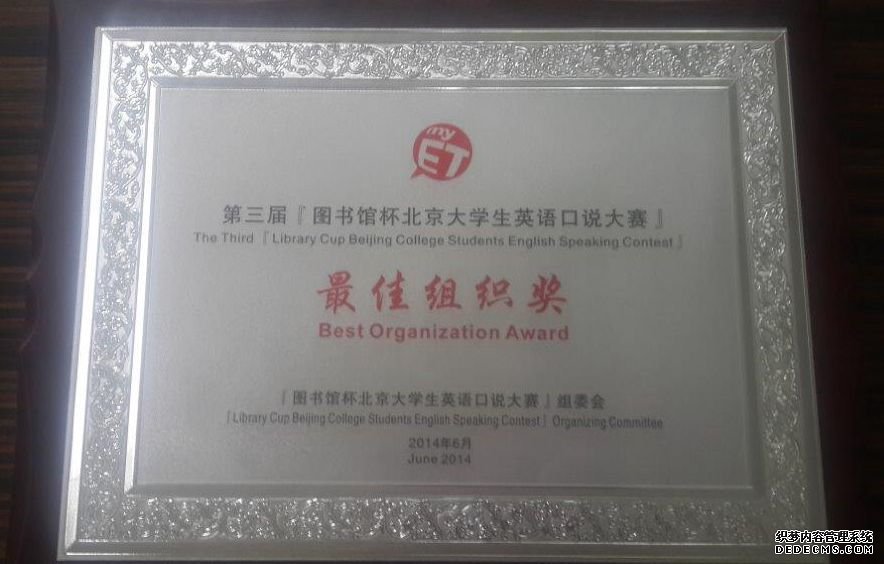 my
ET
第三届『图书馆杯北京大学生英语口说大赛』
The Third 『Library Cup Beijing College Students English Speaking Contest』
最佳组织奖
Best Organization Award
『图书馆杯北京大学生英语口说大赛』组委会
「Library Cup Beijing College Students English Speaking Contest」Organizing Committee
2014年6月
June 2014
织梦内容管理系统
DEDECMS.COM